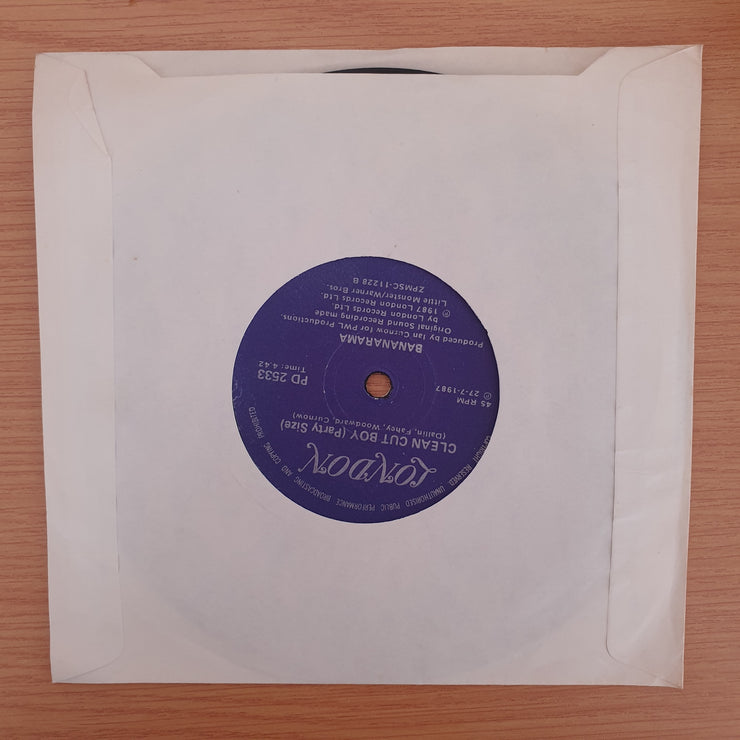 COPYRIGHT RESERVED UNAUTHORISED PUBLIC PERFORMANCE BROADCASTING AND COPYING PROHIBITED
LONDON
CLEAN CUT BOY (Party Size)
(Dallin, Fahey, Woodward, Curnow)
45 RPM
℗ 27-7-1987
PD 2533
Time: 4.42
BANANARAMA
Produced by Ian Curnow for PWL Productions.
Original Sound Recording made
by London Records Ltd.
℗ 1987 London Records Ltd.
Little Monster/Warner Bros.
ZPMSC-11228 B